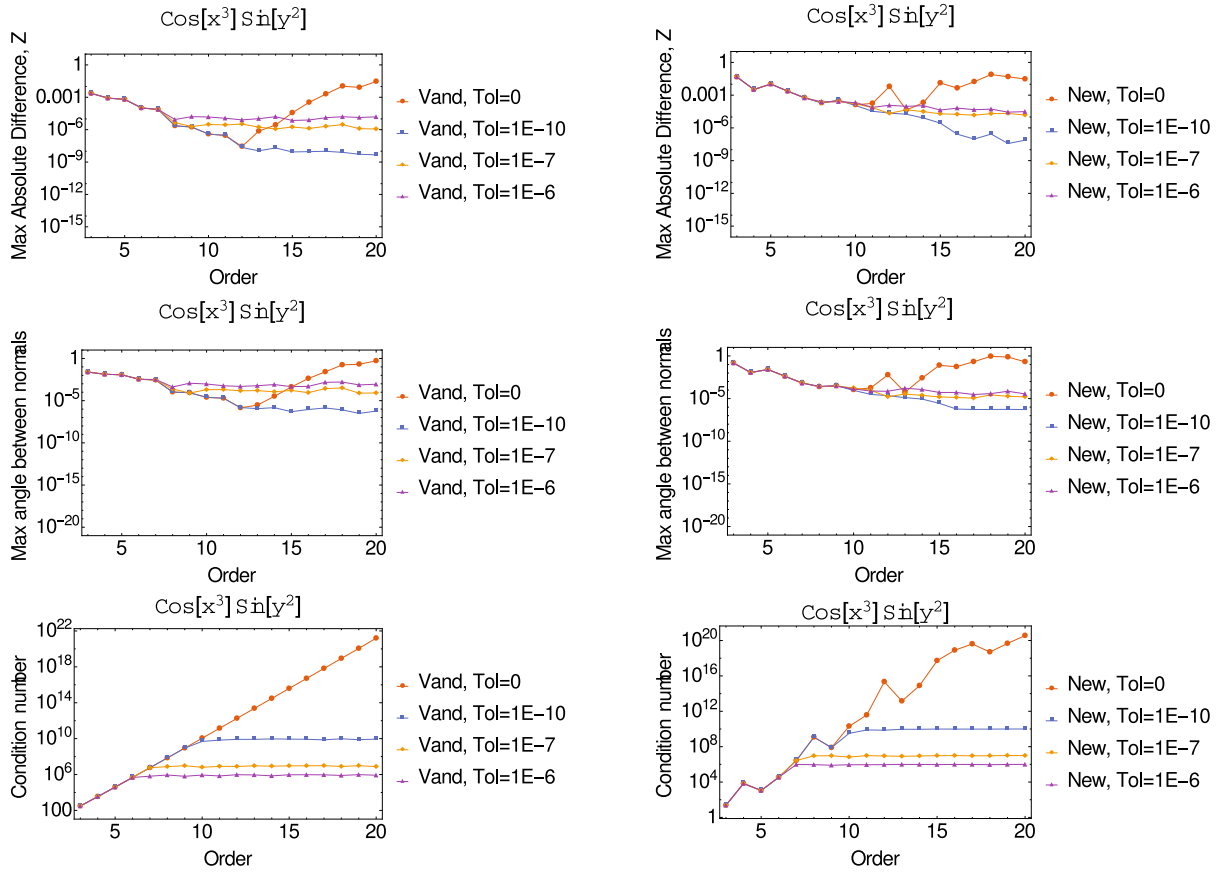 Cos[x³] Sin[y²]
Max Absolute Difference, Z
1
0.001
10⁻⁶
10⁻⁹
10⁻¹²
10⁻¹⁵
5
10
15
20
Order
Vand, Tol=0
Vand, Tol=1E-10
Vand, Tol=1E-7
Vand, Tol=1E-6
Cos[x³] Sin[y²]
Max Absolute Difference, Z
1
0.001
10⁻⁶
10⁻⁹
10⁻¹²
10⁻¹⁵
5
10
15
20
Order
New, Tol=0
New, Tol=1E-10
New, Tol=1E-7
New, Tol=1E-6
Cos[x³] Sin[y²]
Max angle between normals
1
10⁻⁵
10⁻¹⁰
10⁻¹⁵
10⁻²⁰
5
10
15
20
Order
Vand, Tol=0
Vand, Tol=1E-10
Vand, Tol=1E-7
Vand, Tol=1E-6
Cos[x³] Sin[y²]
Max angle between normals
1
10⁻⁵
10⁻¹⁰
10⁻¹⁵
10⁻²⁰
5
10
15
20
Order
New, Tol=0
New, Tol=1E-10
New, Tol=1E-7
New, Tol=1E-6
Cos[x³] Sin[y²]
Condition number
10²²
10¹⁸
10¹⁴
10¹⁰
10⁶
100
5
10
15
20
Order
Vand, Tol=0
Vand, Tol=1E-10
Vand, Tol=1E-7
Vand, Tol=1E-6
Cos[x³] Sin[y²]
Condition number
10²⁰
10¹⁶
10¹²
10⁸
10⁴
1
5
10
15
20
Order
New, Tol=0
New, Tol=1E-10
New, Tol=1E-7
New, Tol=1E-6